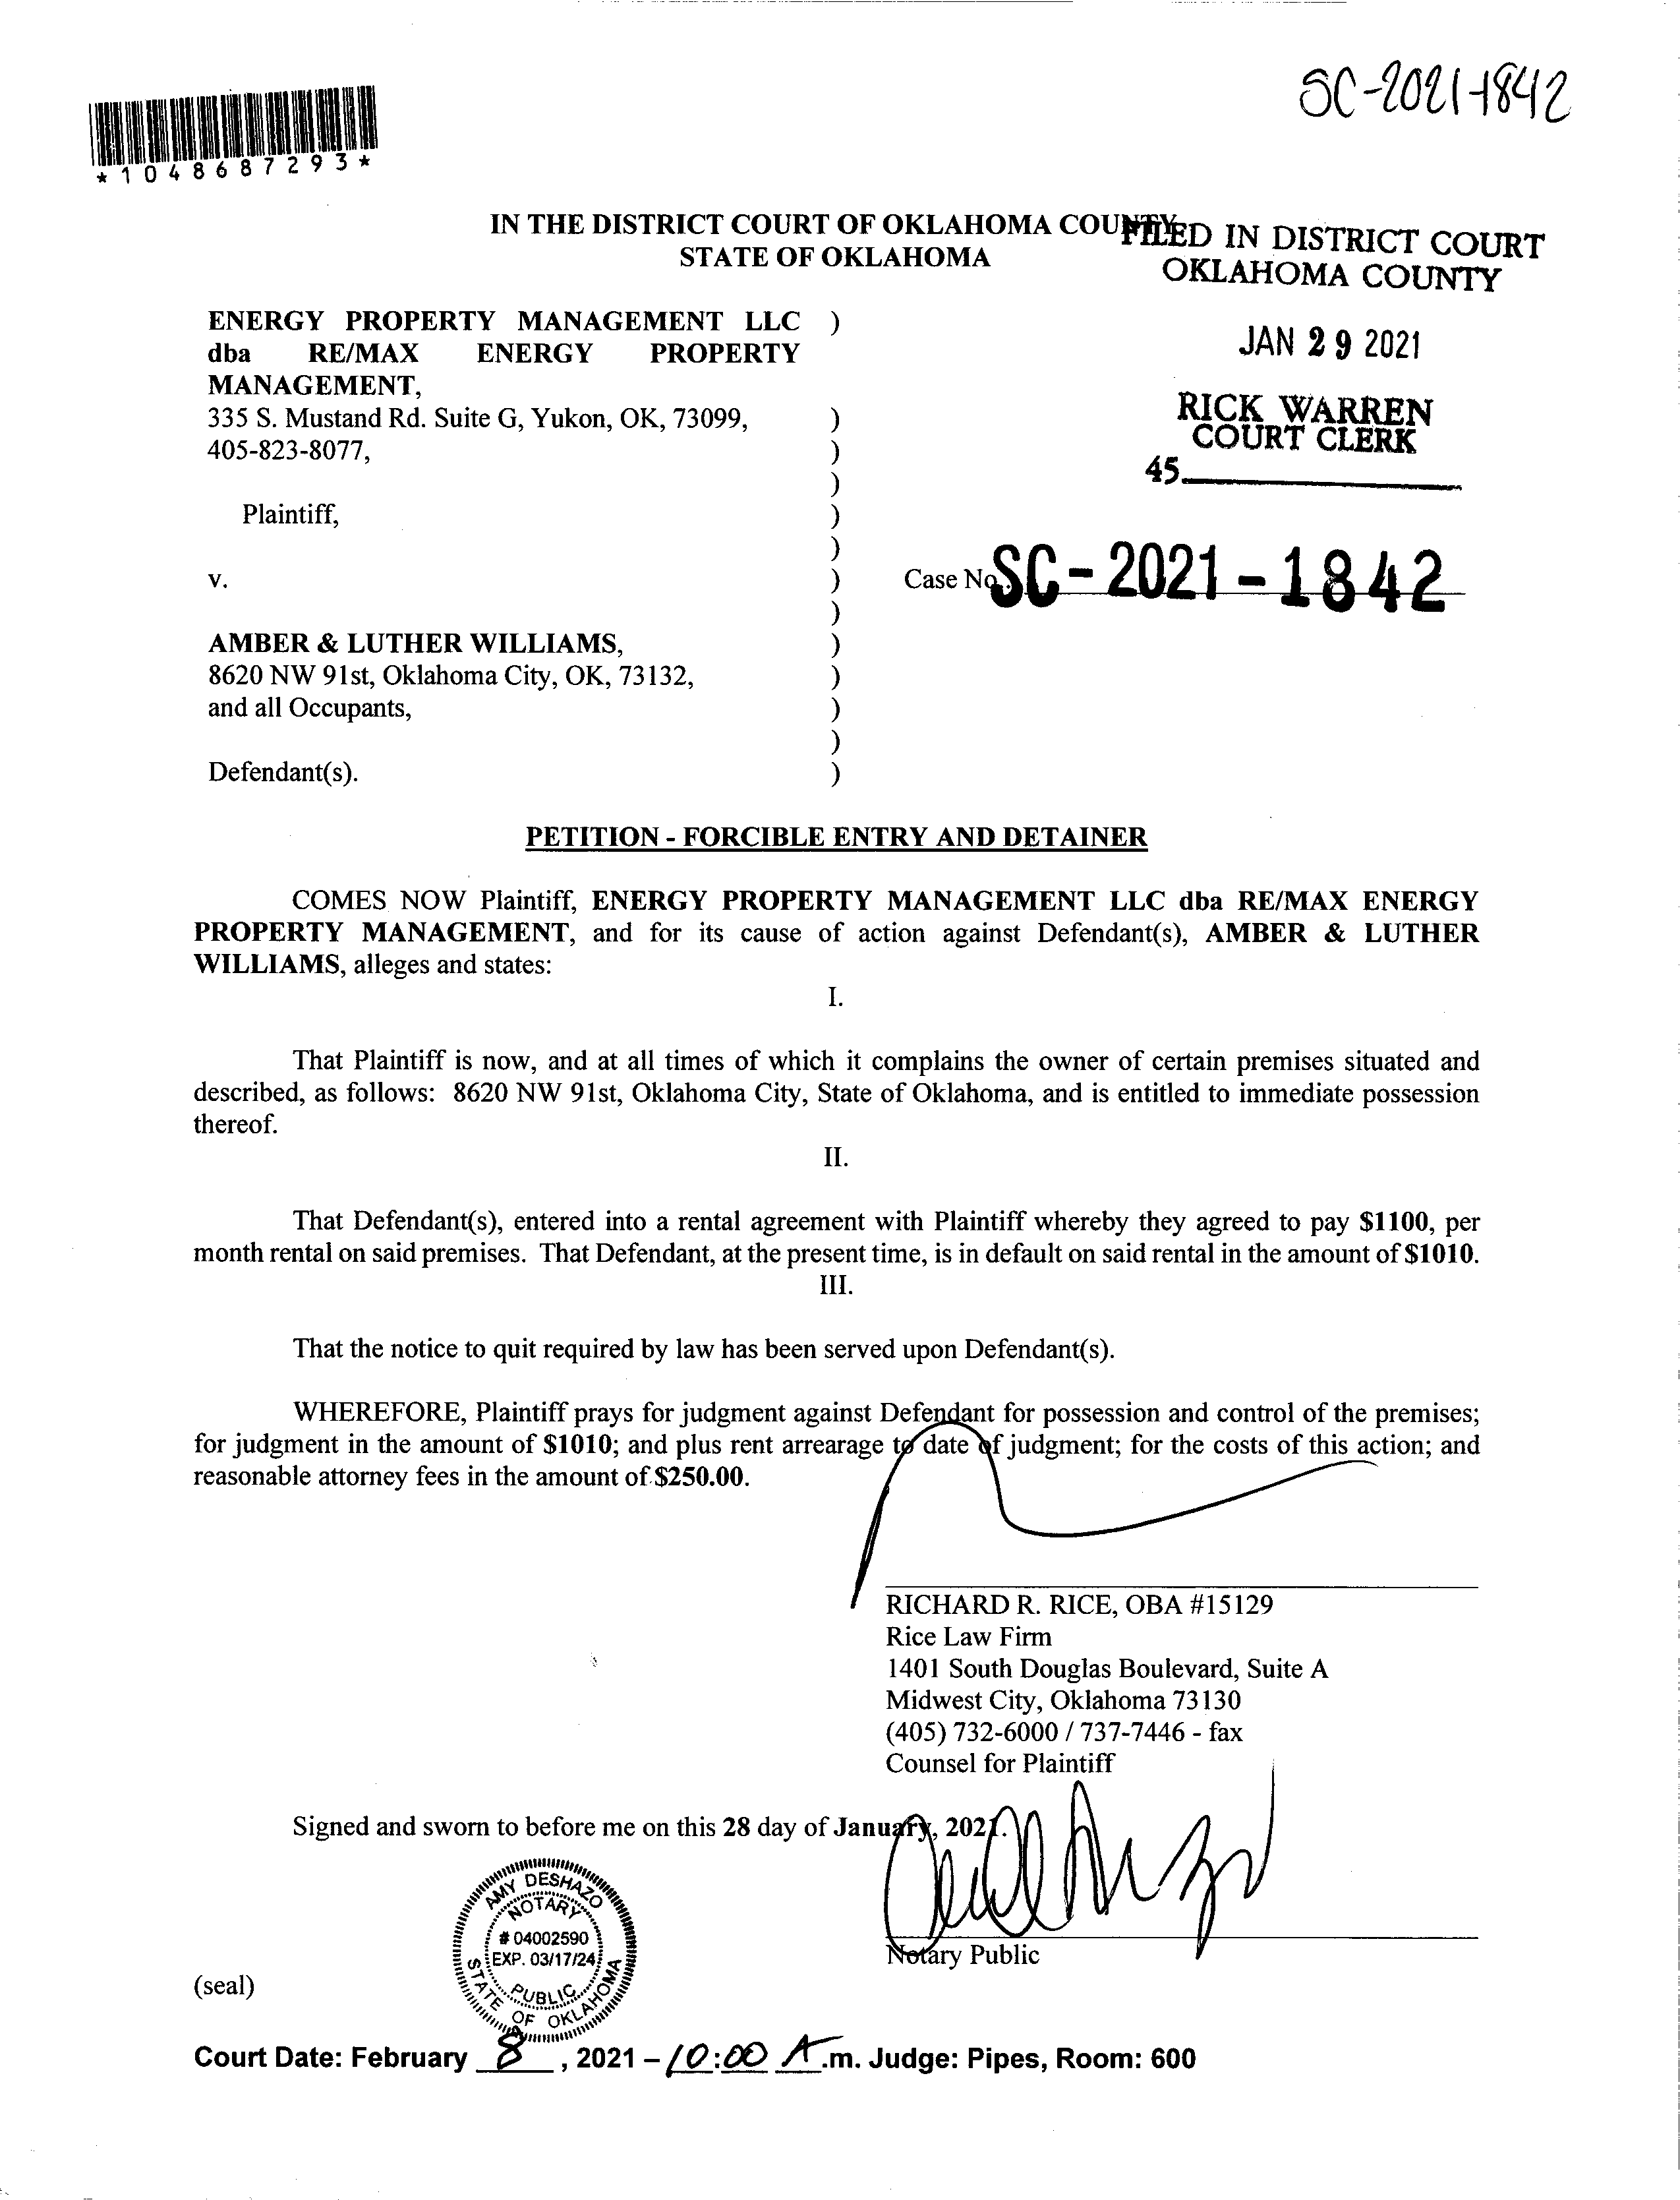 SC-2021-1842
*1048687293*
IN THE DISTRICT COURT OF OKLAHOMA COUNTY
STATE OF OKLAHOMA
FILED IN DISTRICT COURT
OKLAHOMA COUNTY
JAN 29 2021
RICK WARREN
COURT CLERK
45
ENERGY PROPERTY MANAGEMENT LLC )
dba RE/MAX ENERGY PROPERTY
MANAGEMENT,
335 S. Mustand Rd. Suite G, Yukon, OK, 73099, )
405-823-8077, )
)
Plaintiff, )
)
v. ) Case No. SC-2021-1842
)
AMBER & LUTHER WILLIAMS, )
8620 NW 91st, Oklahoma City, OK, 73132, )
and all Occupants, )
)
Defendant(s). )
PETITION - FORCIBLE ENTRY AND DETAINER
COMES NOW Plaintiff, ENERGY PROPERTY MANAGEMENT LLC dba RE/MAX ENERGY
PROPERTY MANAGEMENT, and for its cause of action against Defendant(s), AMBER & LUTHER
WILLIAMS, alleges and states:
I.
That Plaintiff is now, and at all times of which it complains the owner of certain premises situated and
described, as follows: 8620 NW 91st, Oklahoma City, State of Oklahoma, and is entitled to immediate possession
thereof.
II.
That Defendant(s), entered into a rental agreement with Plaintiff whereby they agreed to pay $1100, per
month rental on said premises. That Defendant, at the present time, is in default on said rental in the amount of $1010.
III.
That the notice to quit required by law has been served upon Defendant(s).
WHEREFORE, Plaintiff prays for judgment against Defendant for possession and control of the premises;
for judgment in the amount of $1010; and plus rent arrearage to date of judgment; for the costs of this action; and
reasonable attorney fees in the amount of $250.00.
RICHARD R. RICE, OBA #15129
Rice Law Firm
1401 South Douglas Boulevard, Suite A
Midwest City, Oklahoma 73130
(405) 732-6000 / 737-7446 - fax
Counsel for Plaintiff
Signed and sworn to before me on this 28 day of January, 2021.
AMY DESHAZO
NOTARY
# 04002590
EXP. 03/17/24
PUBLIC
STATE OF OKLAHOMA
Notary Public
(seal)
Court Date: February 8, 2021 – 10:00 A.m. Judge: Pipes, Room: 600